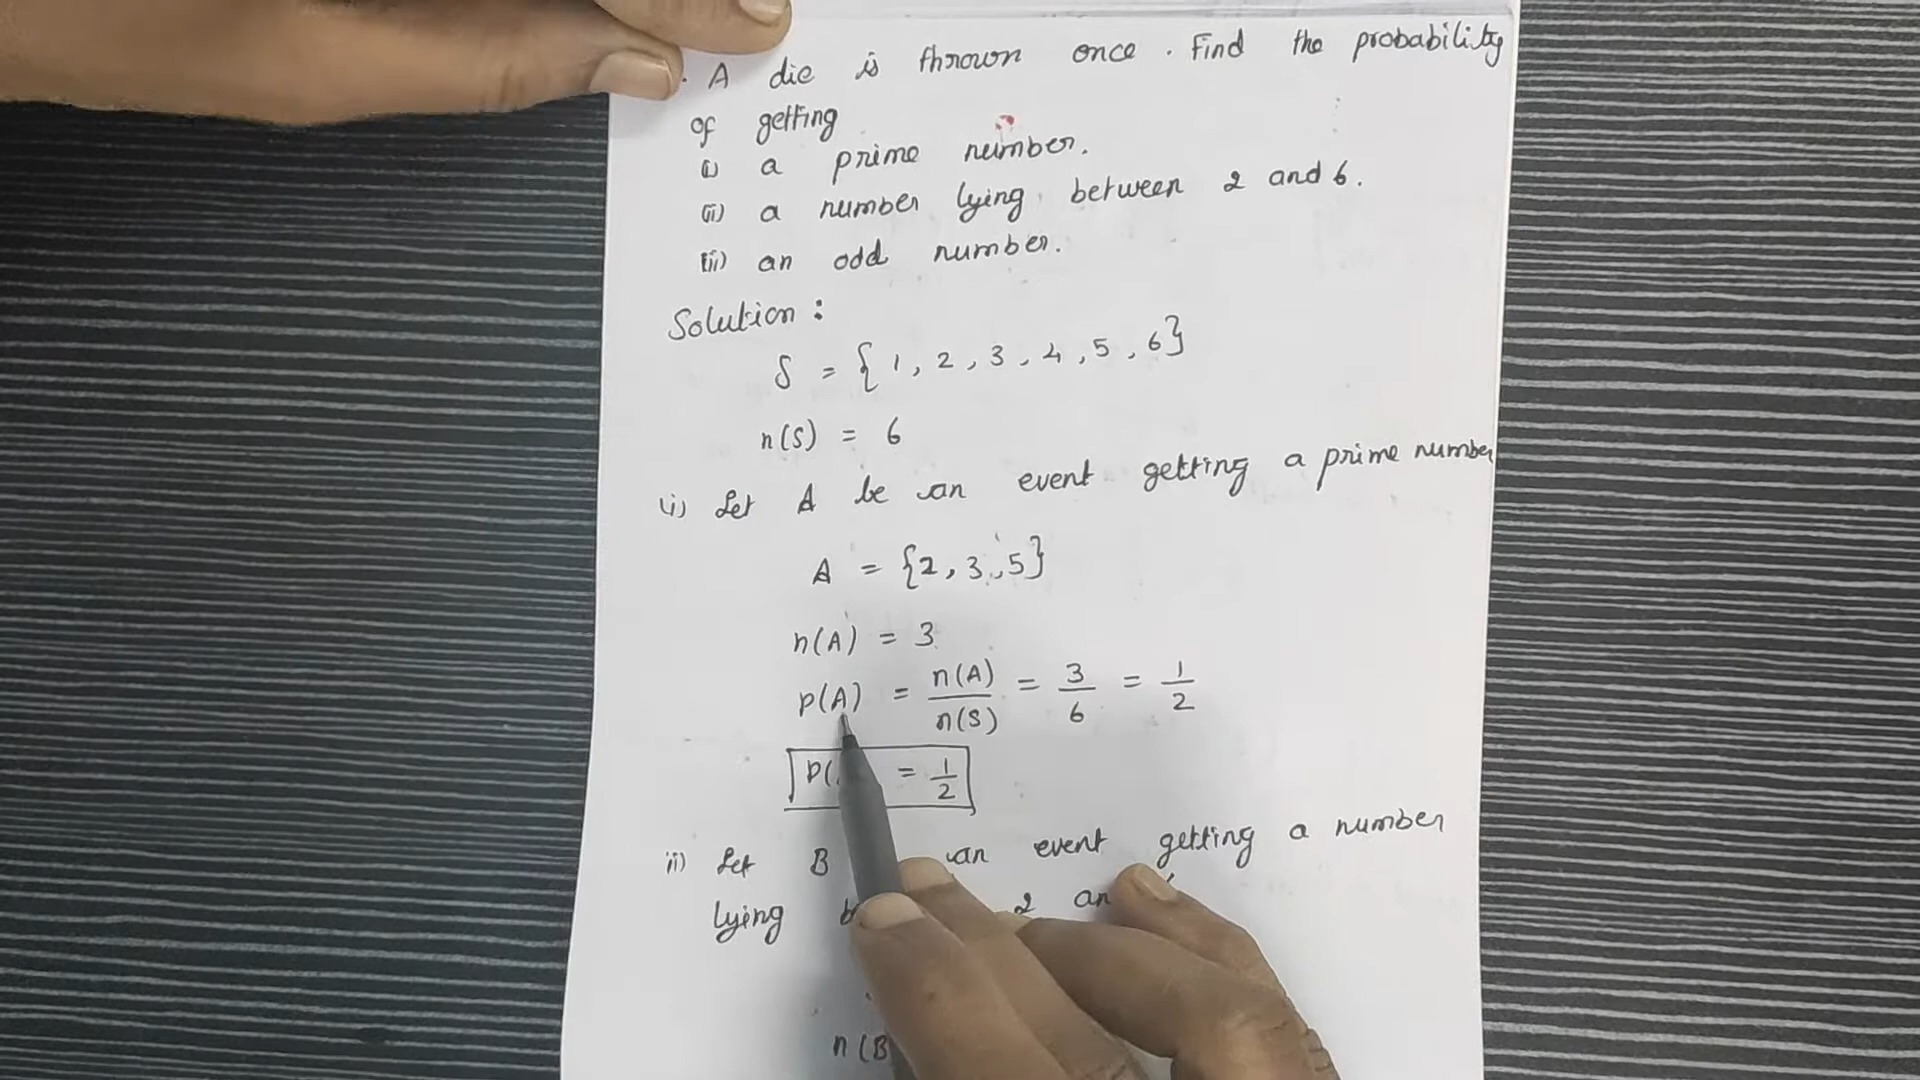 . A die is thrown once. Find the probability
of getting
(i) a prime number.
(ii) a number lying between 2 and 6.
(iii) an odd number.
Solution :
S = {1, 2, 3, 4, 5, 6}
n(S) = 6
(i) Let A be an event getting a prime number
A = {2, 3, 5}
n(A) = 3
P(A) = n(A)/n(S) = 3/6 = 1/2
P( = 1/2
ii) Let B an event getting a number
lying 2
n(B